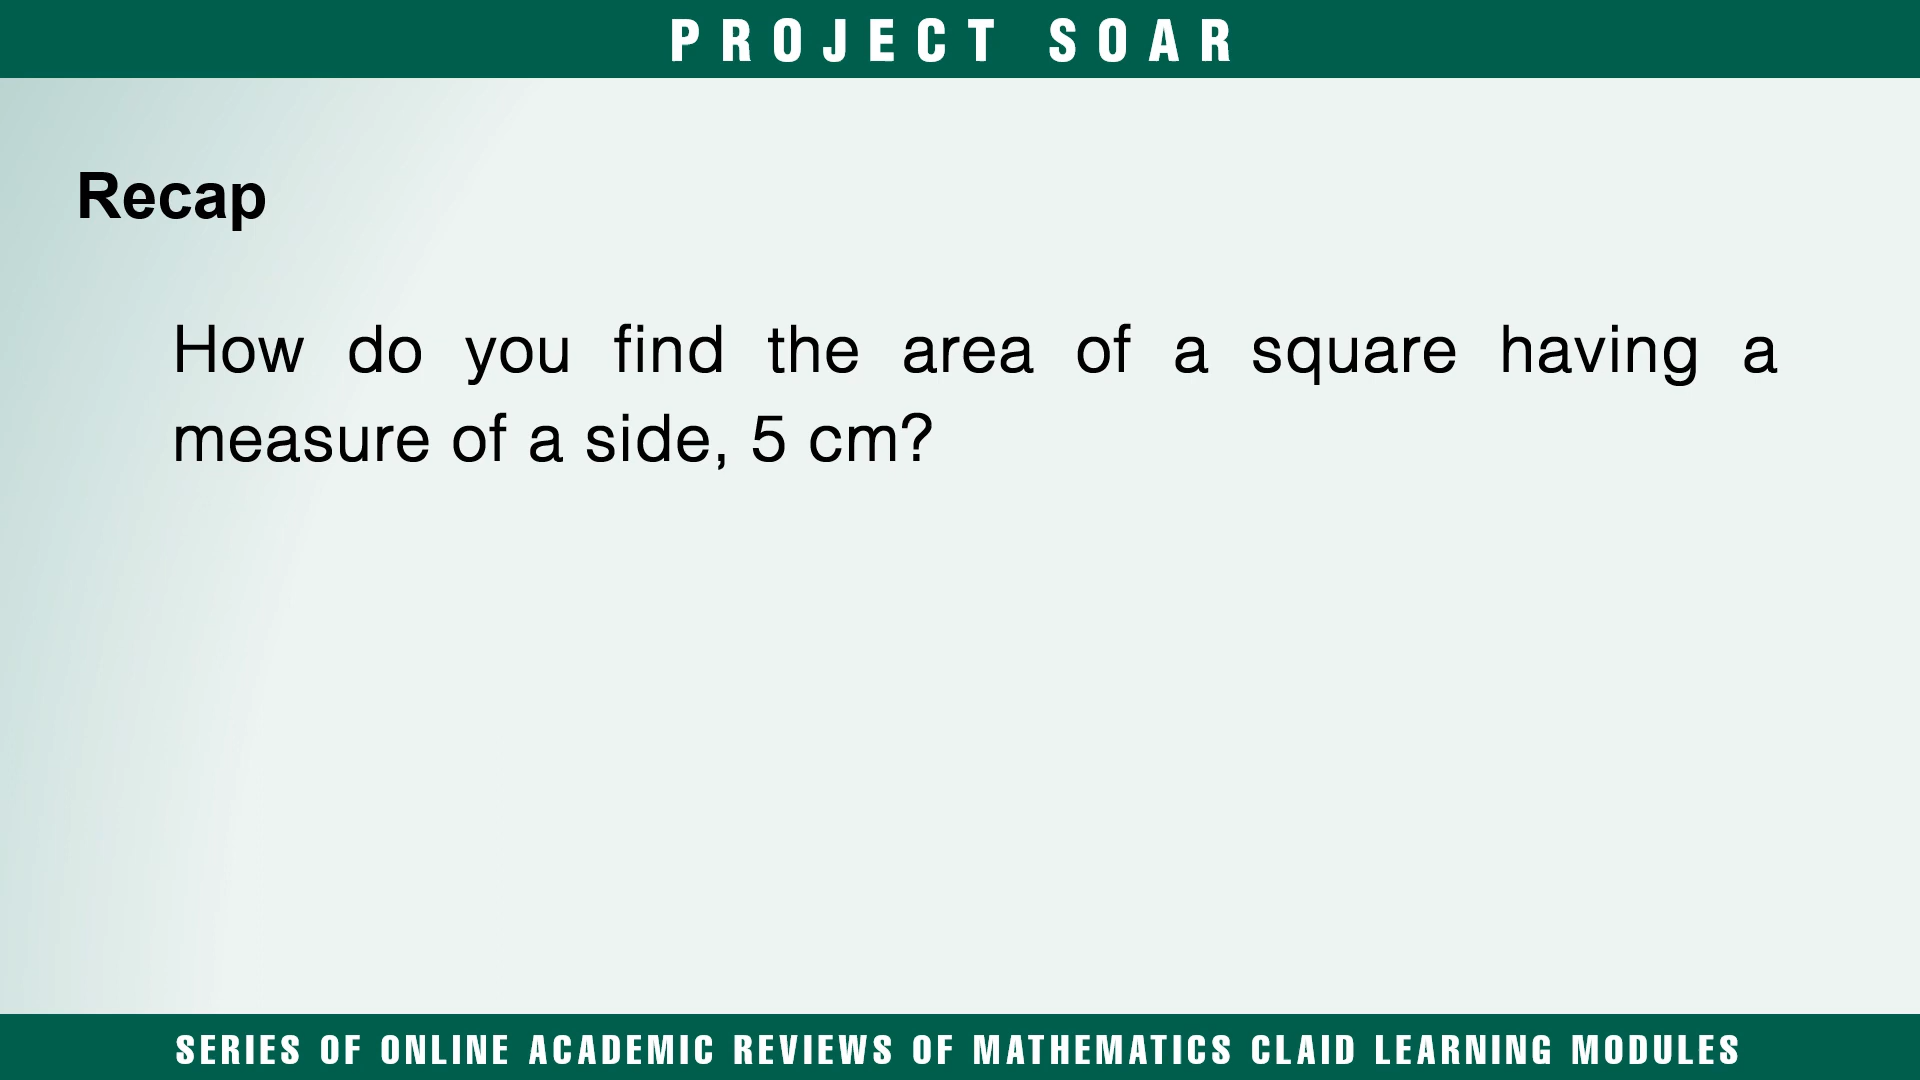 PROJECT SOAR
Recap
How do you find the area of a square having a
measure of a side, 5 cm?
SERIES OF ONLINE ACADEMIC REVIEWS OF MATHEMATICS CLAID LEARNING MODULES